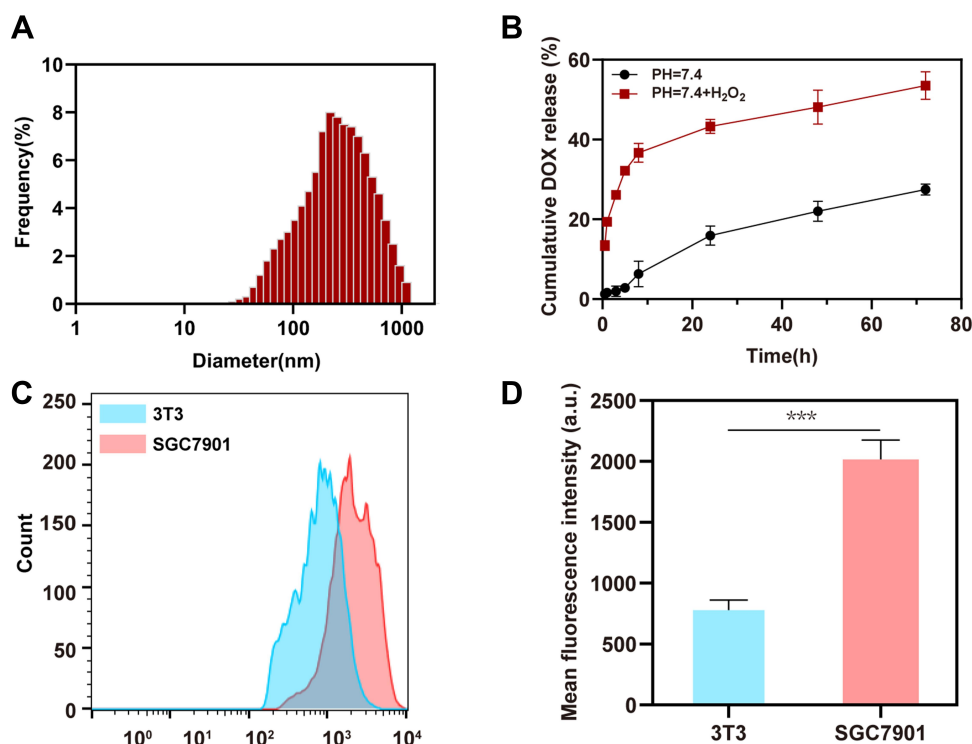 A
Frequency(%)
10
8
6
4
2
0
1
10
100
1000
Diameter(nm)
B
Cumulatutive DOX release (%)
60
40
20
0
PH=7.4
PH=7.4+H₂O₂
0
20
40
60
80
Time(h)
C
Count
250
200
150
100
50
0
3T3
SGC7901
10⁰
10¹
10²
10³
10⁴
D
Mean fluorescence intensity (a.u.)
2500
2000
1500
1000
500
0
***
3T3
SGC7901